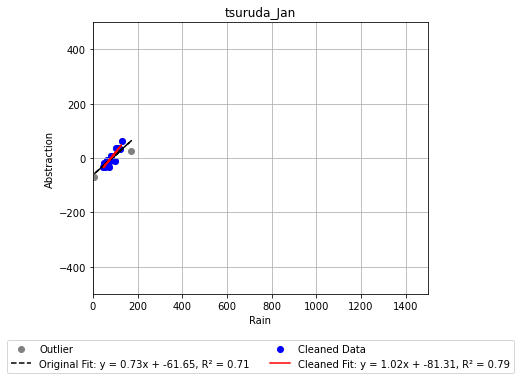 tsuruda_Jan
400
200
0
−200
−400
Abstraction
0 200 400 600 800 1000 1200 1400
Rain
Outlier Cleaned Data
Original Fit: y = 0.73x + -61.65, R² = 0.71 Cleaned Fit: y = 1.02x + -81.31, R² = 0.79